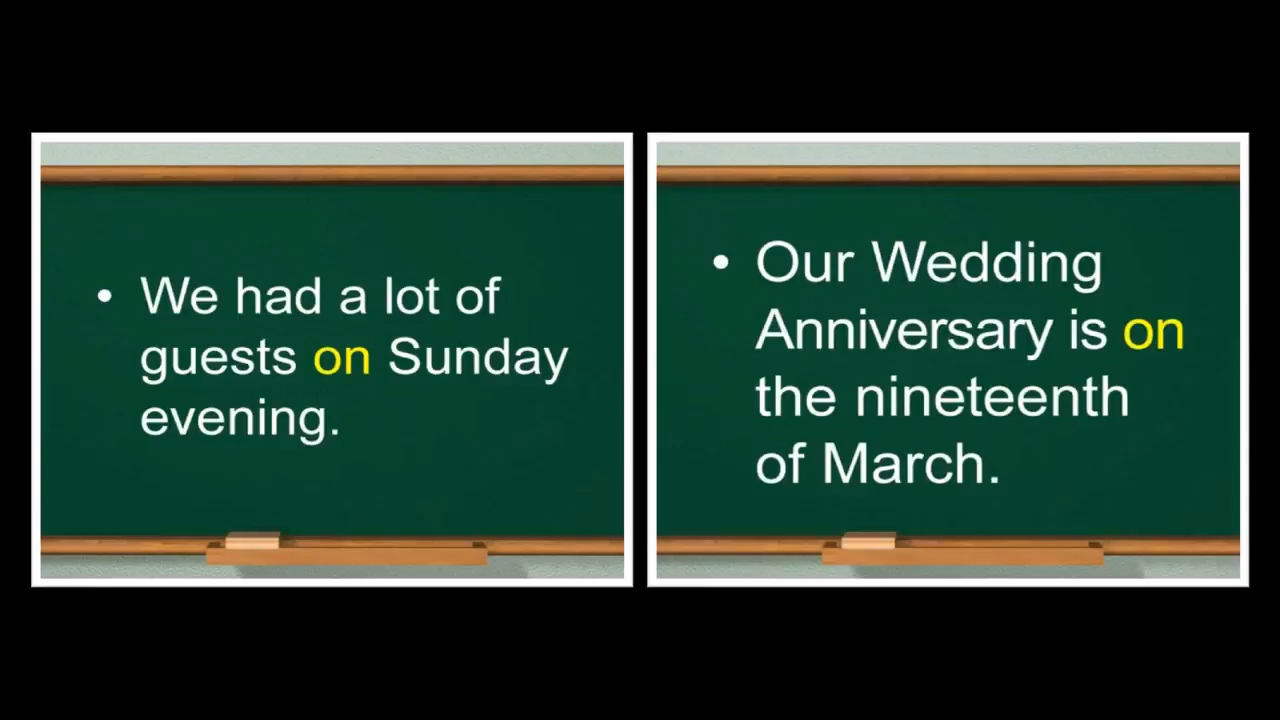 • We had a lot of
guests on Sunday
evening.
• Our Wedding
Anniversary is on
the nineteenth
of March.